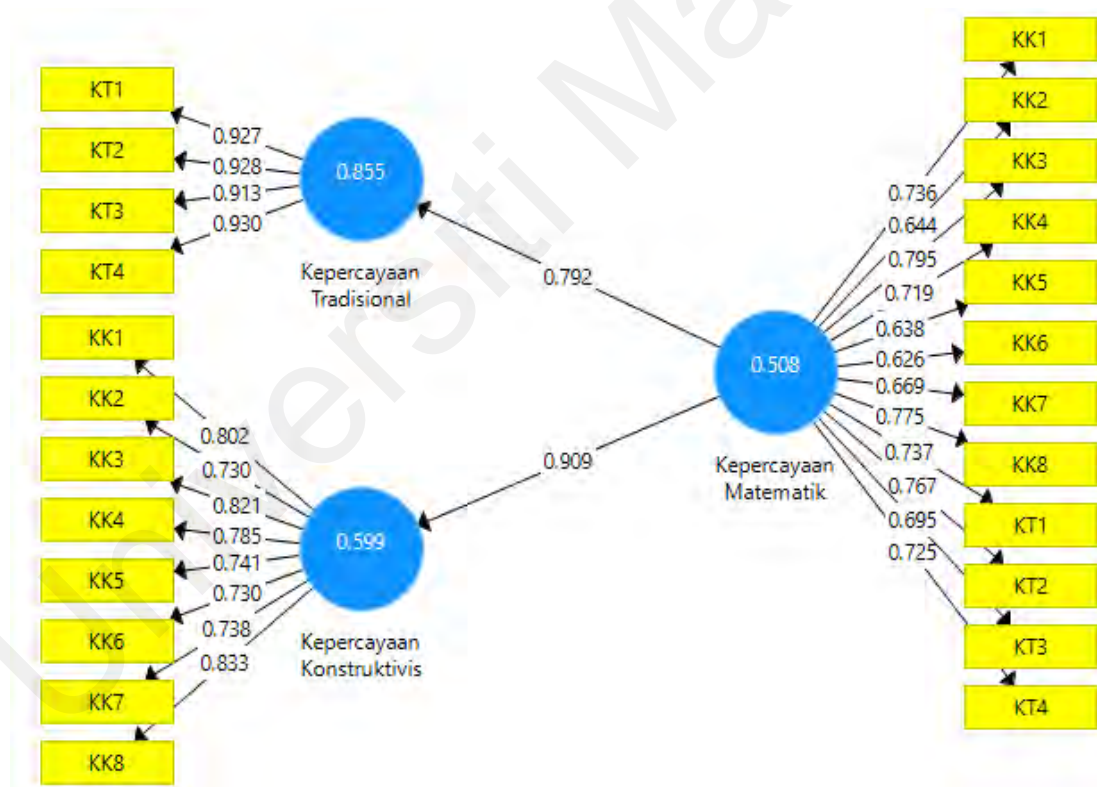 KT1
KT2
KT3
KT4
0.927
0.928
0.913
0.930
0.855
Kepercayaan
Tradisional
KK1
KK2
KK3
KK4
KK5
KK6
KK7
KK8
0.802
0.730
0.821
0.785
0.741
0.730
0.738
0.833
0.599
Kepercayaan
Konstruktivis
0.792
0.909
0.508
Kepercayaan
Matematik
0.736
0.644
0.795
0.719
0.638
0.626
0.669
0.775
0.737
0.767
0.695
0.725
KK1
KK2
KK3
KK4
KK5
KK6
KK7
KK8
KT1
KT2
KT3
KT4
Universiti Ma